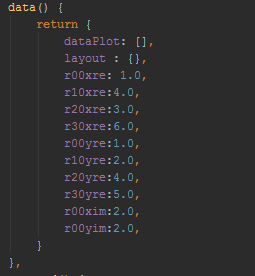 data() {
return {
dataPlot: [],
layout : {},
r00xre: 1.0,
r10xre:4.0,
r20xre:3.0,
r30xre:6.0,
r00yre:1.0,
r10yre:2.0,
r20yre:4.0,
r30yre:5.0,
r00xim:2.0,
r00yim:2.0,
}
},